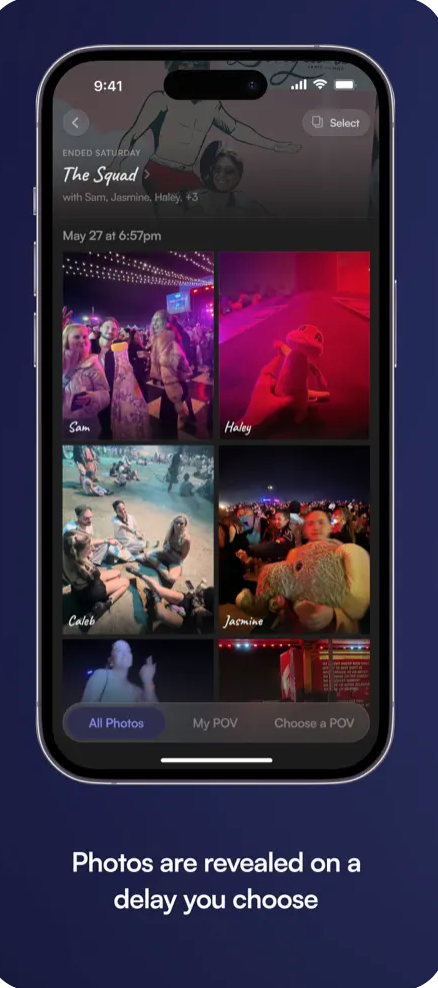 9:41
Select
ENDED SATURDAY
The Squad >
with Sam, Jasmine, Haley, +3
May 27 at 6:57pm
Sam
Haley
Caleb
Jasmine
All Photos
My POV
Choose a POV
Photos are revealed on a
delay you choose